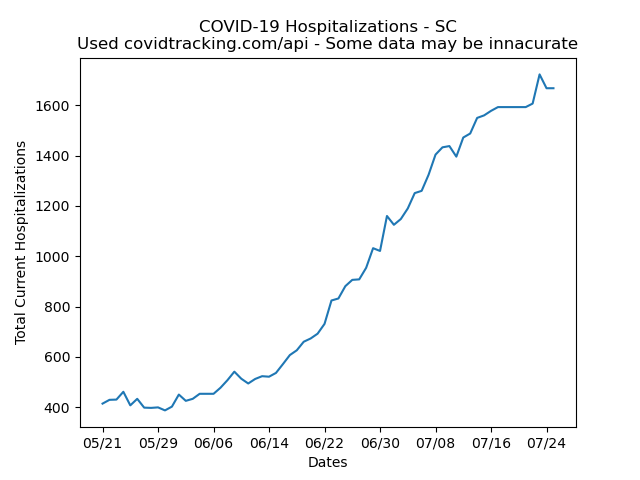 COVID-19 Hospitalizations - SC
Used covidtracking.com/api - Some data may be innacurate
Total Current Hospitalizations
1600
1400
1200
1000
800
600
400
05/21 05/29 06/06 06/14 06/22 06/30 07/08 07/16 07/24
Dates